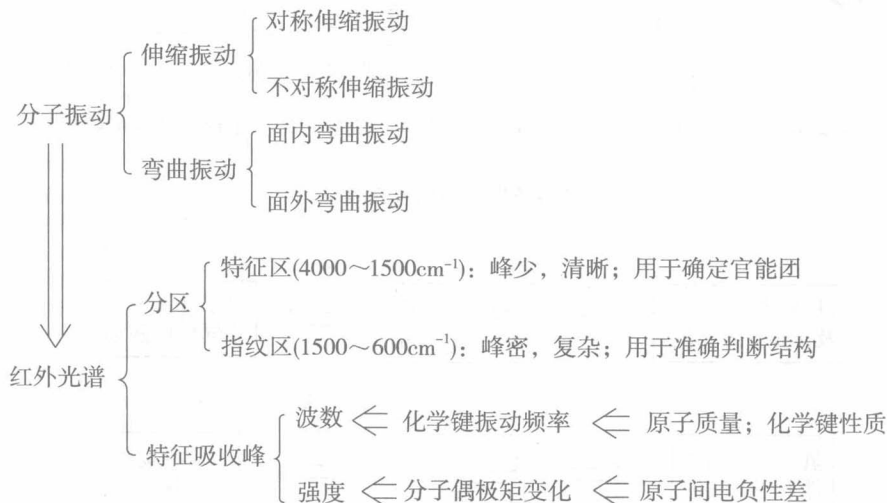 对称伸缩振动
伸缩振动
不对称伸缩振动
分子振动
面内弯曲振动
弯曲振动
面外弯曲振动
特征区(4000～1500cm⁻¹)：峰少，清晰；用于确定官能团
分区
指纹区(1500～600cm⁻¹)：峰密，复杂；用于准确判断结构
红外光谱
波数 ⇐ 化学键振动频率 ⇐ 原子质量；化学键性质
特征吸收峰
强度 ⇐ 分子偶极矩变化 ⇐ 原子间电负性差